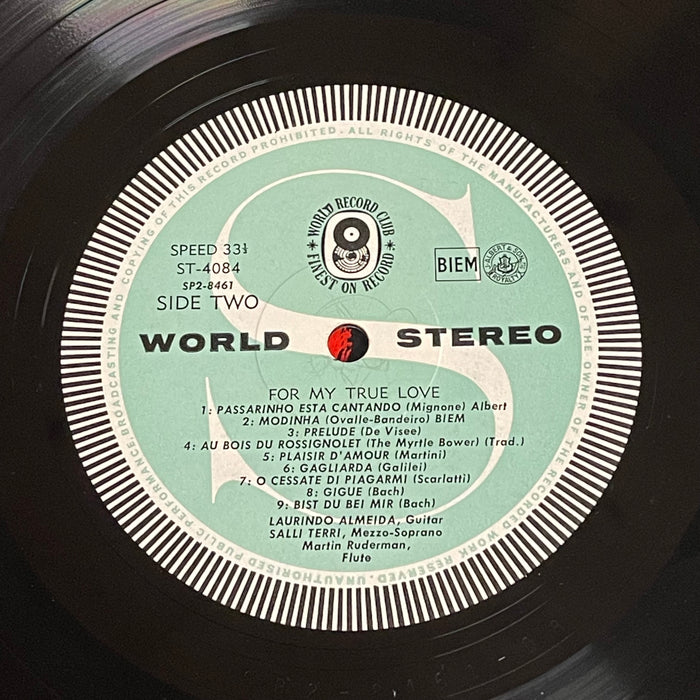 UNAUTHORISED PUBLIC PERFORMANCE, BROADCASTING AND COPYING OF THIS RECORD PROHIBITED. ALL RIGHTS OF THE MANUFACTURERS AND OF THE OWNER OF THE RECORDED WORK RESERVED.
WORLD RECORD CLUB
FINEST ON RECORD
SPEED 33⅓
ST-4084
SP2-8461
SIDE TWO
BIEM
J. ALBERT & SON
ROYALTY
WORLD STEREO
FOR MY TRUE LOVE
1: PASSARINHO ESTA CANTANDO (Mignone) Albert
2: MODINHA (Ovalle-Bandeiro) BIEM
3: PRELUDE (De Visee)
4: AU BOIS DU ROSSIGNOLET (The Myrtle Bower) (Trad.)
5: PLAISIR D'AMOUR (Martini)
6: GAGLIARDA (Galilei)
7: O CESSATE DI PIAGARMI (Scarlatti)
8: GIGUE (Bach)
9: BIST DU BEI MIR (Bach)
LAURINDO ALMEIDA, Guitar
SALLI TERRI, Mezzo-Soprano
Martin Ruderman,
Flute